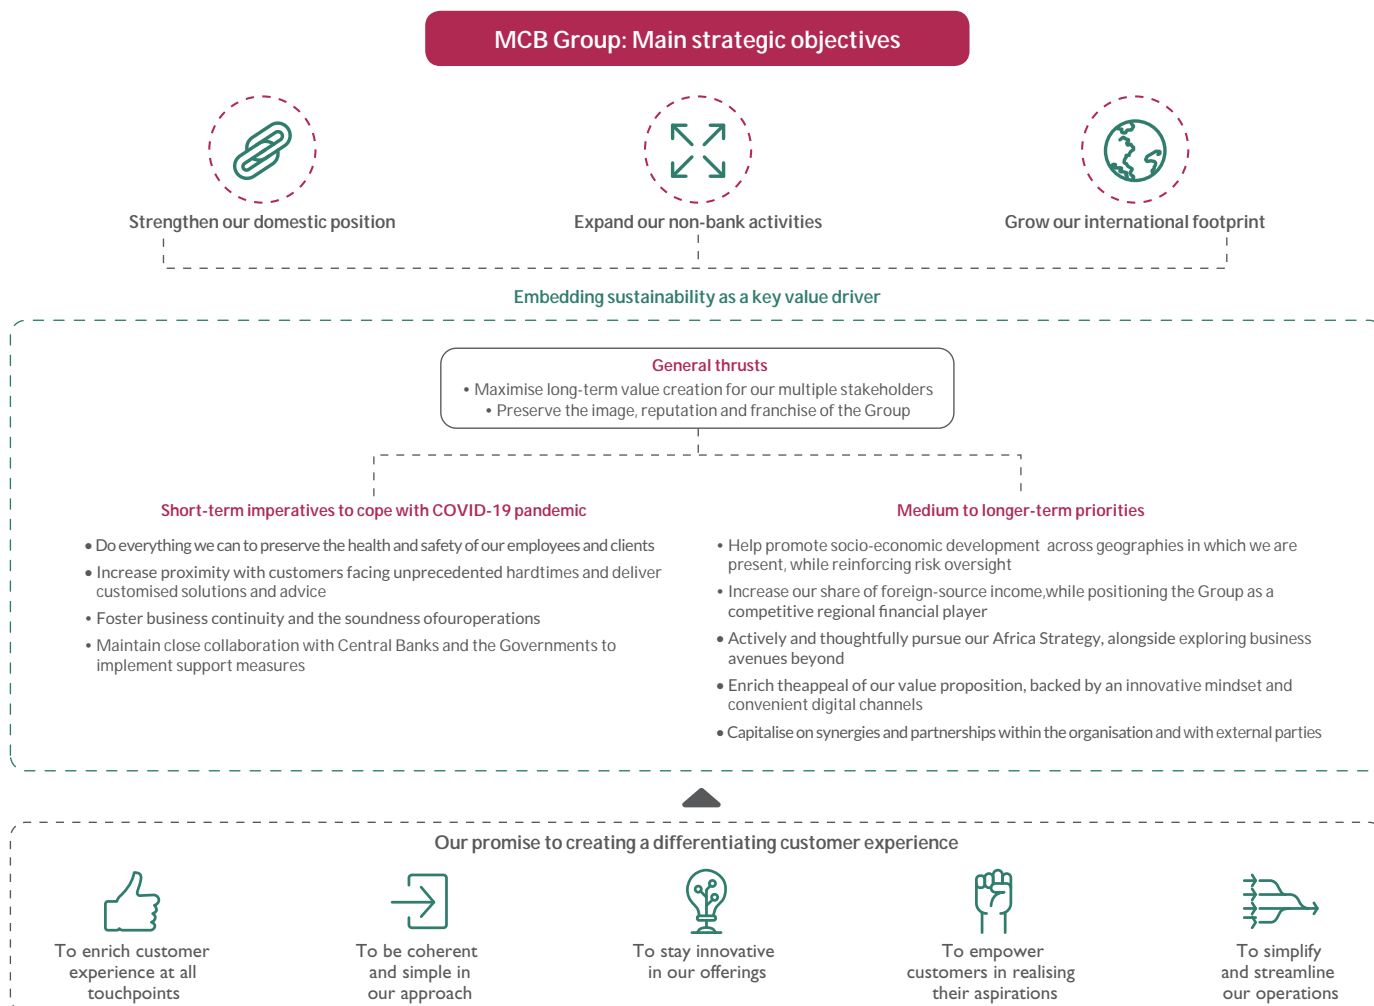 MCB Group: Main strategic objectives
Strengthen our domestic position
Expand our non-bank activities
Grow our international footprint
Embedding sustainability as a key value driver
General thrusts
• Maximise long-term value creation for our multiple stakeholders
• Preserve the image, reputation and franchise of the Group
Short-term imperatives to cope with COVID-19 pandemic
• Do everything we can to preserve the health and safety of our employees and clients
• Increase proximity with customers facing unprecedented hardtimes and deliver
customised solutions and advice
• Foster business continuity and the soundness ofouroperations
• Maintain close collaboration with Central Banks and the Governments to
implement support measures
Medium to longer-term priorities
• Help promote socio-economic development across geographies in which we are
present, while reinforcing risk oversight
• Increase our share of foreign-source income,while positioning the Group as a
competitive regional financial player
• Actively and thoughtfully pursue our Africa Strategy, alongside exploring business
avenues beyond
• Enrich theappeal of our value proposition, backed by an innovative mindset and
convenient digital channels
• Capitalise on synergies and partnerships within the organisation and with external parties
Our promise to creating a differentiating customer experience
To enrich customer
experience at all
touchpoints
To be coherent
and simple in
our approach
To stay innovative
in our offerings
To empower
customers in realising
their aspirations
To simplify
and streamline
our operations